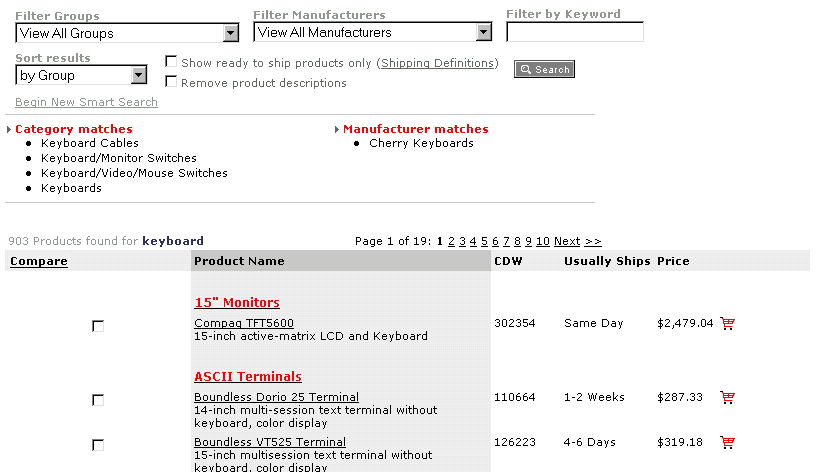 Filter Groups Filter Manufacturers Filter by Keyword
View All Groups View All Manufacturers
Sort results
by Group Show ready to ship products only (Shipping Definitions) Search
Remove product descriptions
Begin New Smart Search
Category matches Manufacturer matches
Keyboard Cables Cherry Keyboards
Keyboard/Monitor Switches
Keyboard/Video/Mouse Switches
Keyboards
903 Products found for keyboard Page 1 of 19: 1 2 3 4 5 6 7 8 9 10 Next >>
Compare Product Name CDW Usually Ships Price
15" Monitors
Compaq TFT5600 302354 Same Day $2,479.04
15-inch active-matrix LCD and Keyboard
ASCII Terminals
Boundless Dorio 25 Terminal 110664 1-2 Weeks $287.33
14-inch multi-session text terminal without
keyboard, color display
Boundless VT525 Terminal 126223 4-6 Days $319.18
15-inch multisession text terminal without
keyboard, color display